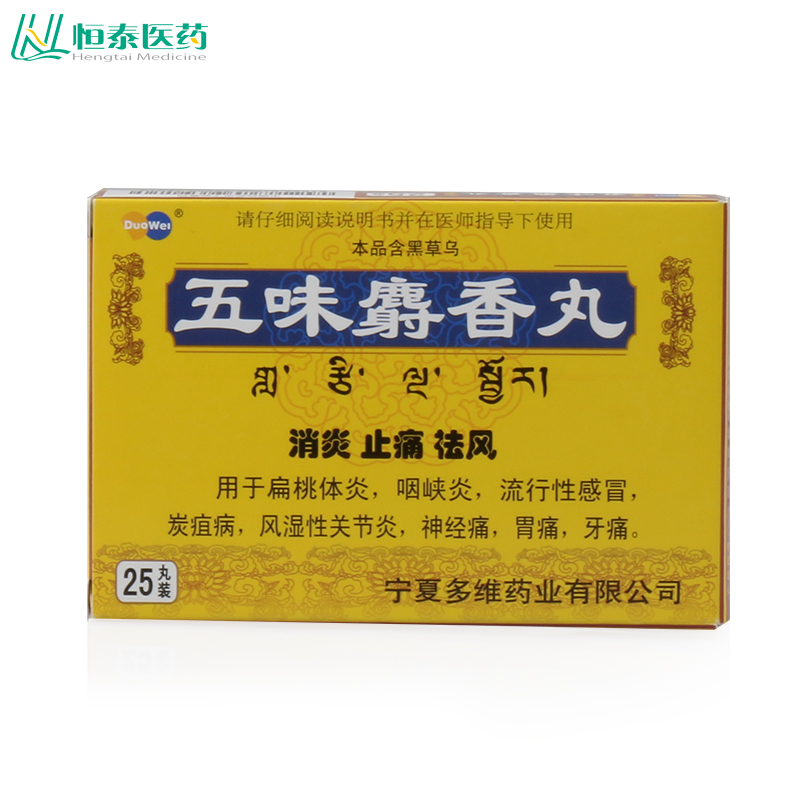 恒泰医药
Hengtai Medicine
DuoWei®
请仔细阅读说明书并在医师指导下使用
本品含黑草乌
五味麝香丸
消炎 止痛 祛风
用于扁桃体炎，咽峡炎，流行性感冒，
炭疽病，风湿性关节炎，神经痛，胃痛，牙痛。
25丸装
宁夏多维药业有限公司